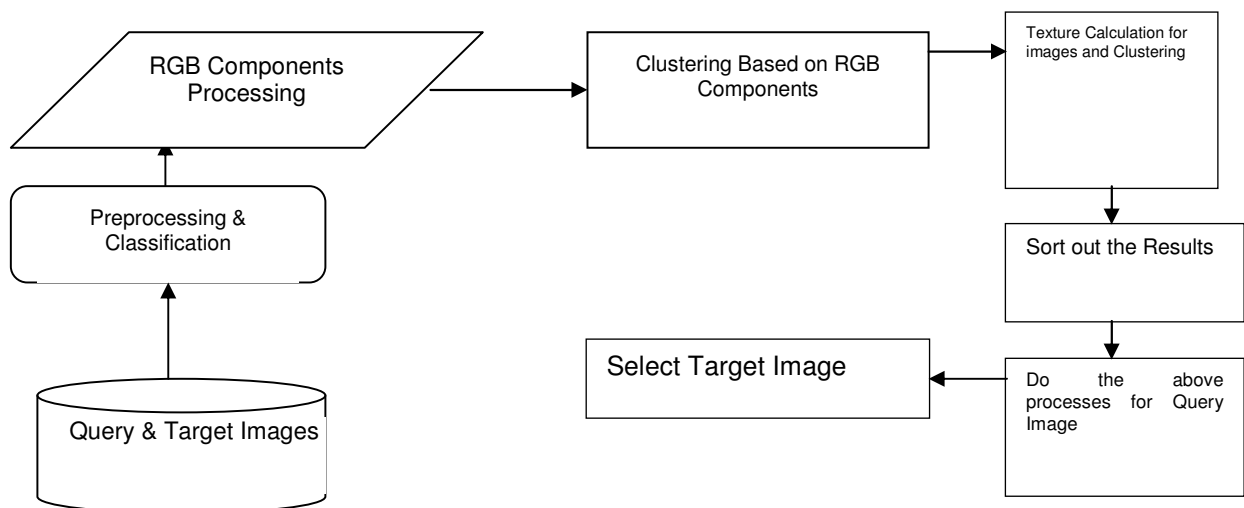 RGB Components
Processing
Clustering Based on RGB
Components
Texture Calculation for
images and Clustering
Preprocessing &
Classification
Sort out the Results
Select Target Image
Do the above
processes for Query
Image
Query & Target Images